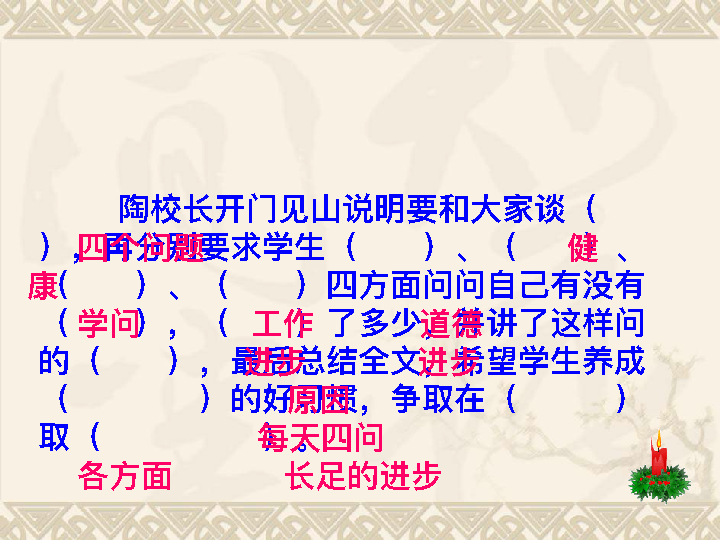 陶校长开门见山说明要和大家谈（
），再分别要求学生（　　）、（　　）、
（　　）、（　　）四方面问问自己有没有
（　　），（　　）了多少，并讲了这样问
的（　　），最后总结全文，希望学生养成
（　　　　）的好习惯，争取在（　　　）
取（　　　　　）。
四个问题
健
康
学问
工作
道德
进步
进步
原因
每天四问
各方面
长足的进步